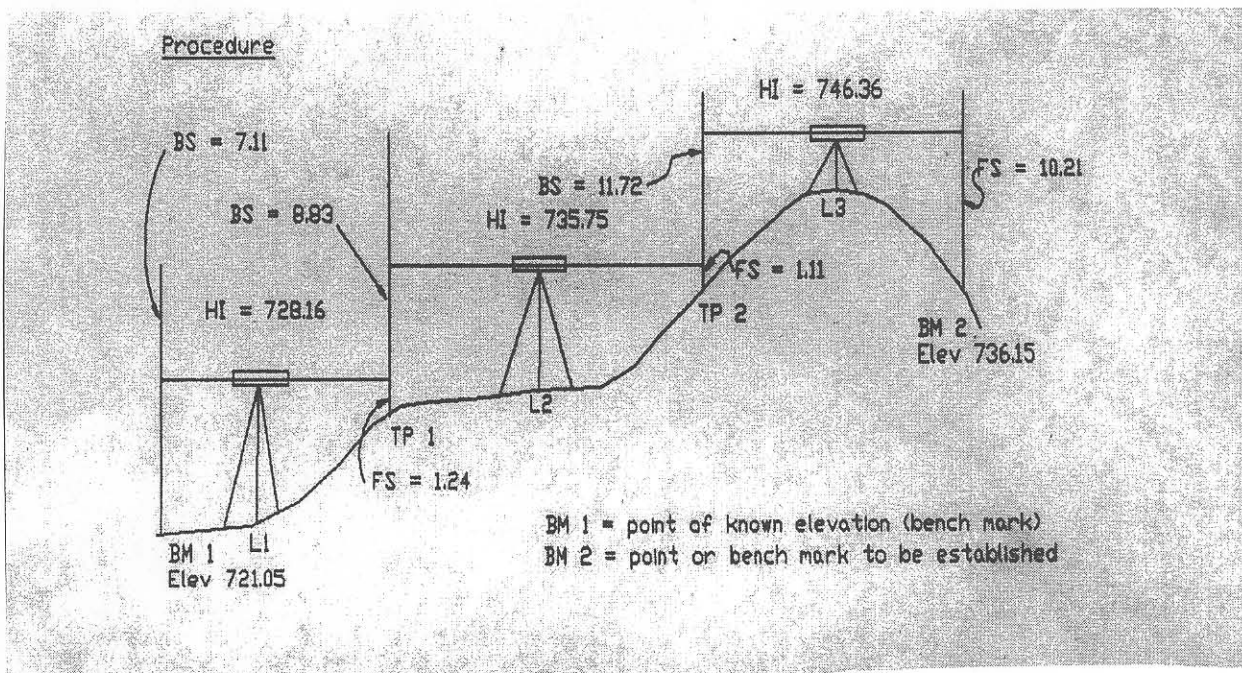 Procedure
HI = 746.36
BS = 7.11
FS = 10.21
BS = 11.72
BS = 8.83
HI = 735.75
L3
FS = 1.11
HI = 728.16
TP 2
BM 2
Elev 736.15
L2
TP 1
FS = 1.24
BM 1 = point of known elevation (bench mark)
BM 1 L1
BM 2 = point or bench mark to be established
Elev 721.05